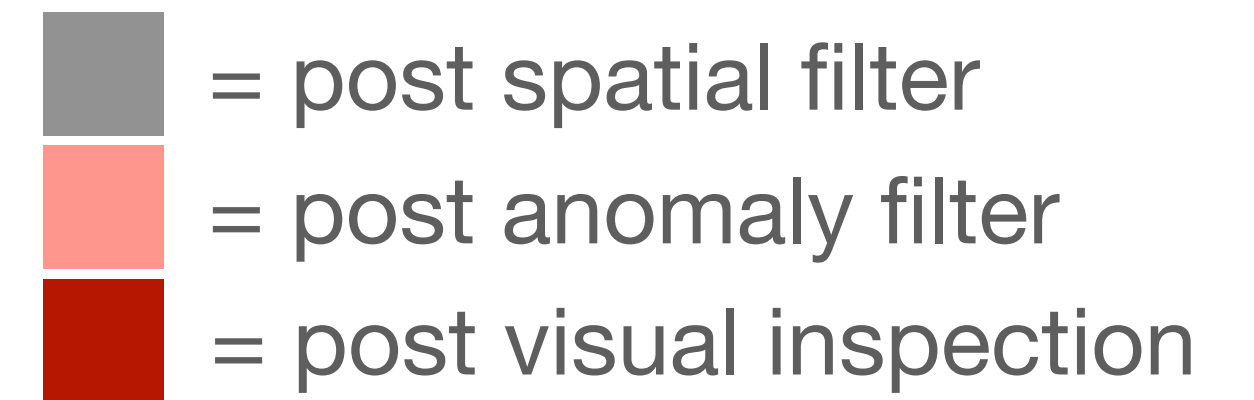 = post spatial filter
= post anomaly filter
= post visual inspection